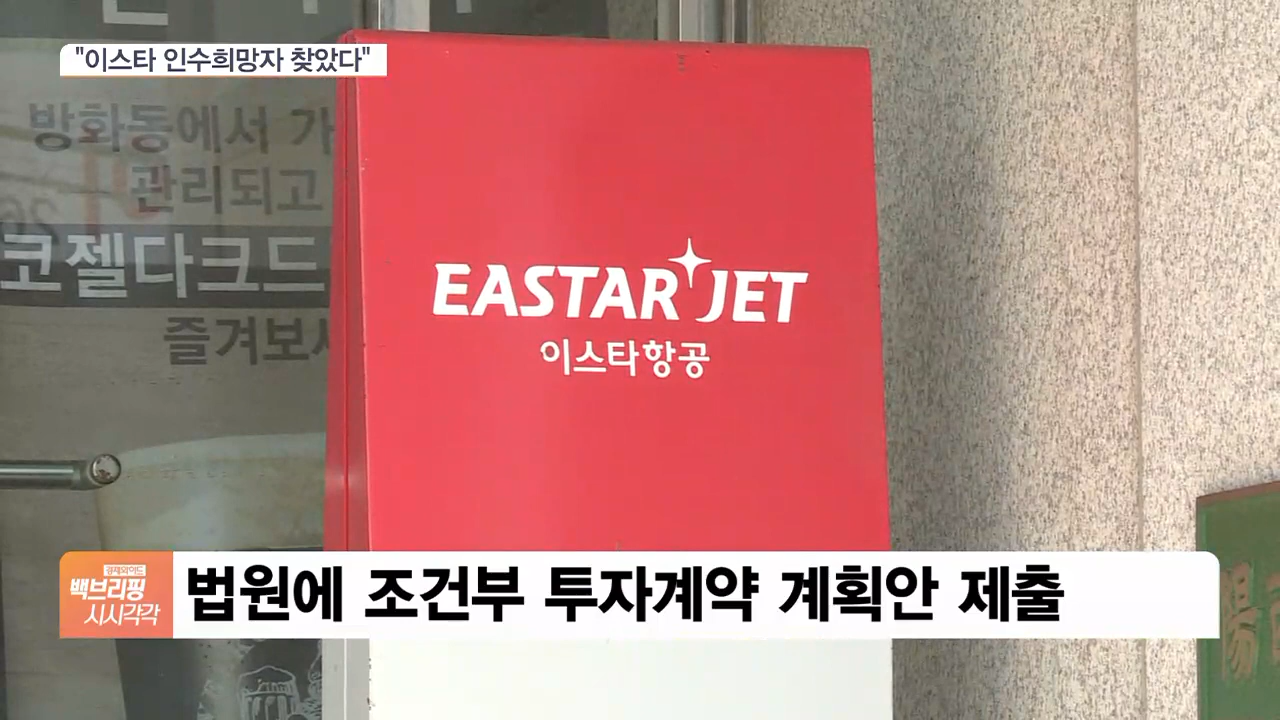 "이스타 인수희망자 찾았다"
방화동에서 가
관리되고
코젤다크드
즐겨보시
EASTAR JET
이스타항공
경제와이드
백브리핑
시시각각
법원에 조건부 투자계약 계획안 제출
陽